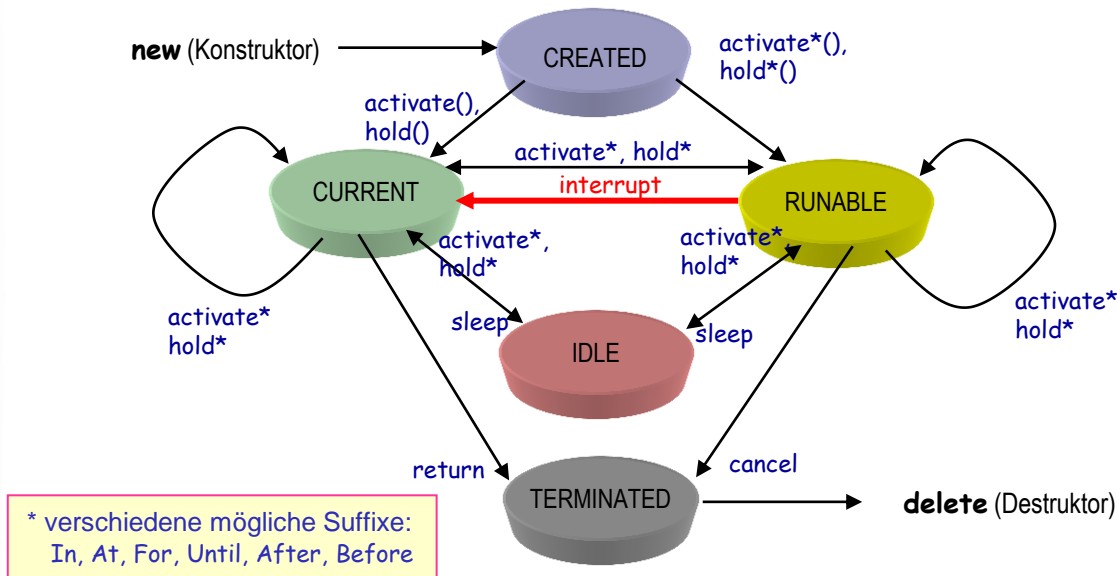 new (Konstruktor)
CREATED
activate*(),
hold*()
activate(),
hold()
activate*, hold*
interrupt
CURRENT
RUNABLE
activate*,
hold*
activate*,
hold*
activate*
hold*
activate*
hold*
sleep
sleep
IDLE
return
cancel
TERMINATED
delete (Destruktor)
* verschiedene mögliche Suffixe:
In, At, For, Until, After, Before